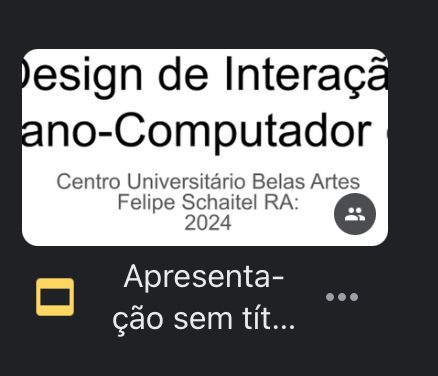 Design de Interaçã
ano-Computador
Centro Universitário Belas Artes
Felipe Schaitel RA:
2024
Apresenta-
ção sem tít...